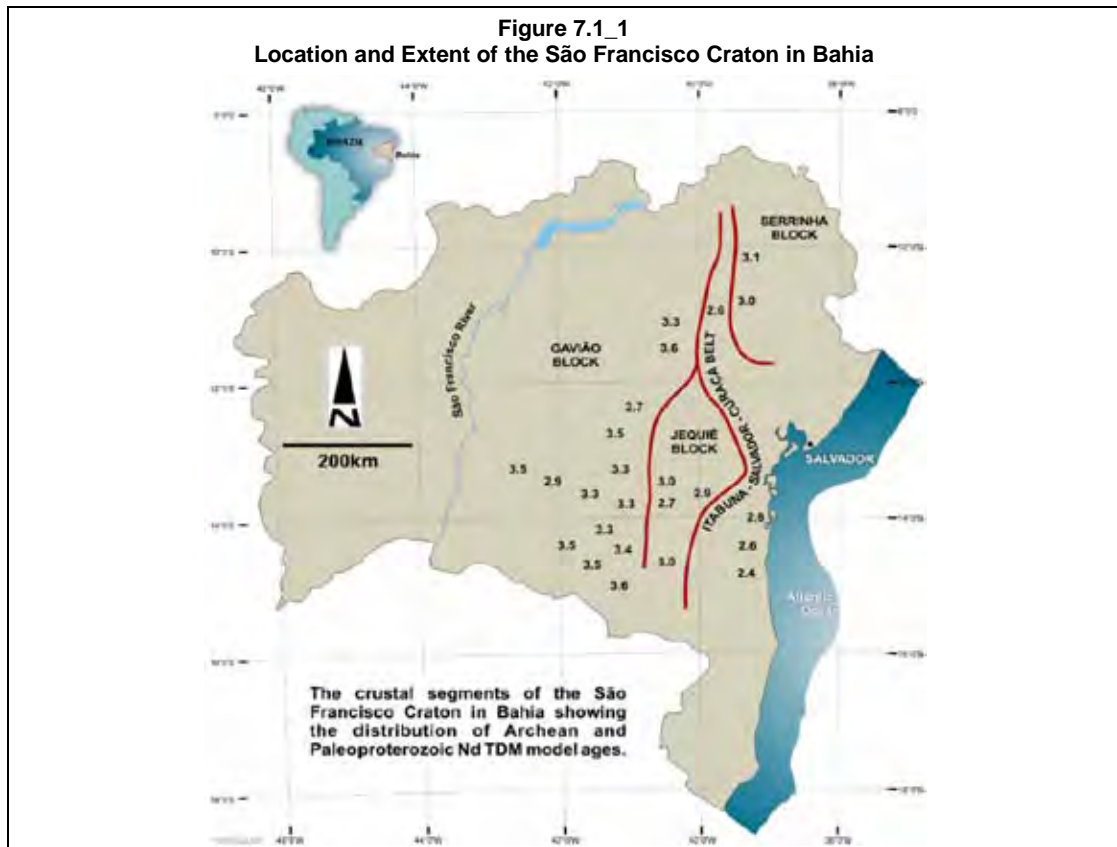 Figure 7.1_1
Location and Extent of the São Francisco Craton in Bahia
BRAZIL
Bahia
SERRINHA
BLOCK
3.1
3.0
2.6
3.3
3.6
São Francisco River
GAVIÃO
BLOCK
ITABUNA - SALVADOR - CURAÇÁ BELT
N
200km
2.7
3.5
JEQUIÉ
BLOCK
SALVADOR
3.5
2.9
3.3
3.3
3.3
3.0
2.7
2.9
3.3
3.5
3.4
3.5
3.6
3.0
2.6
2.4
The crustal segments of the São
Francisco Craton in Bahia showing
the distribution of Archean and
Paleoproterozoic Nd TDM model ages.